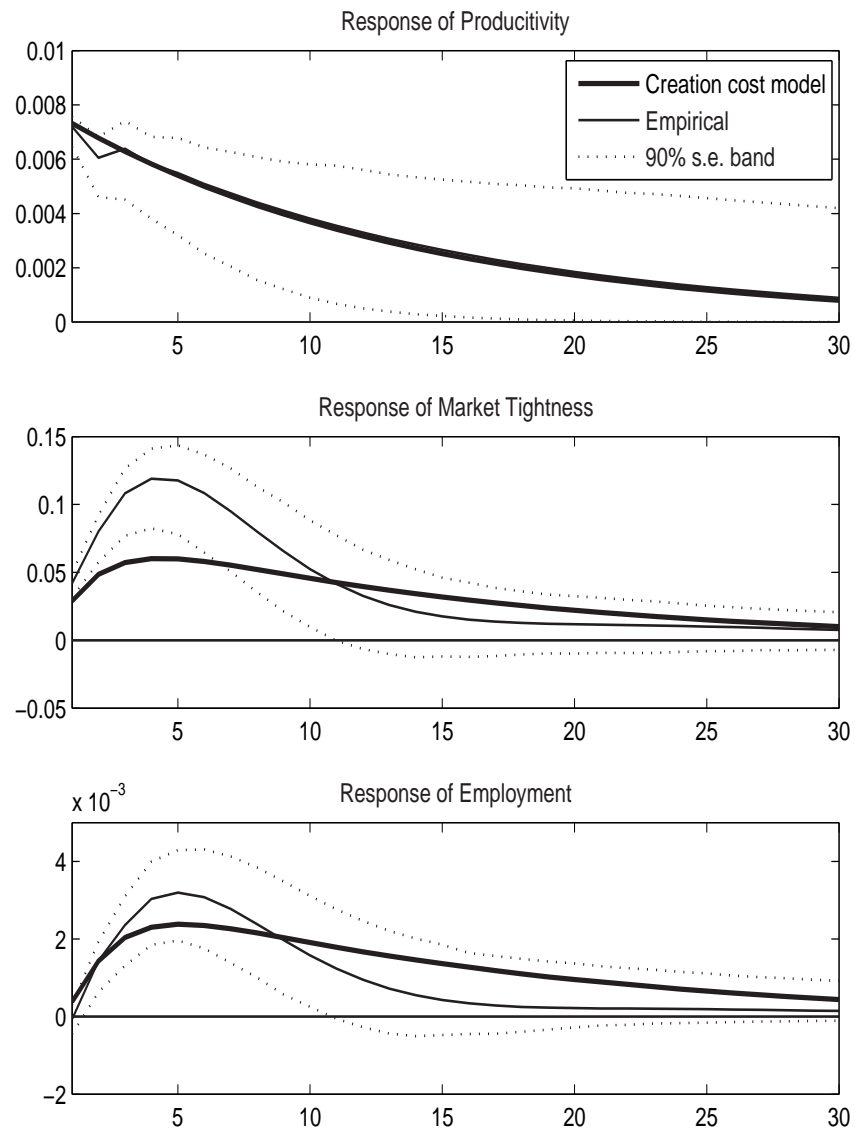 Response of Producitivity
0.01
0.008
0.006
0.004
0.002
0
Creation cost model
Empirical
90% s.e. band
5 10 15 20 25 30
Response of Market Tightness
0.15
0.1
0.05
0
−0.05
5 10 15 20 25 30
Response of Employment
x 10−3
4
2
0
−2
5 10 15 20 25 30